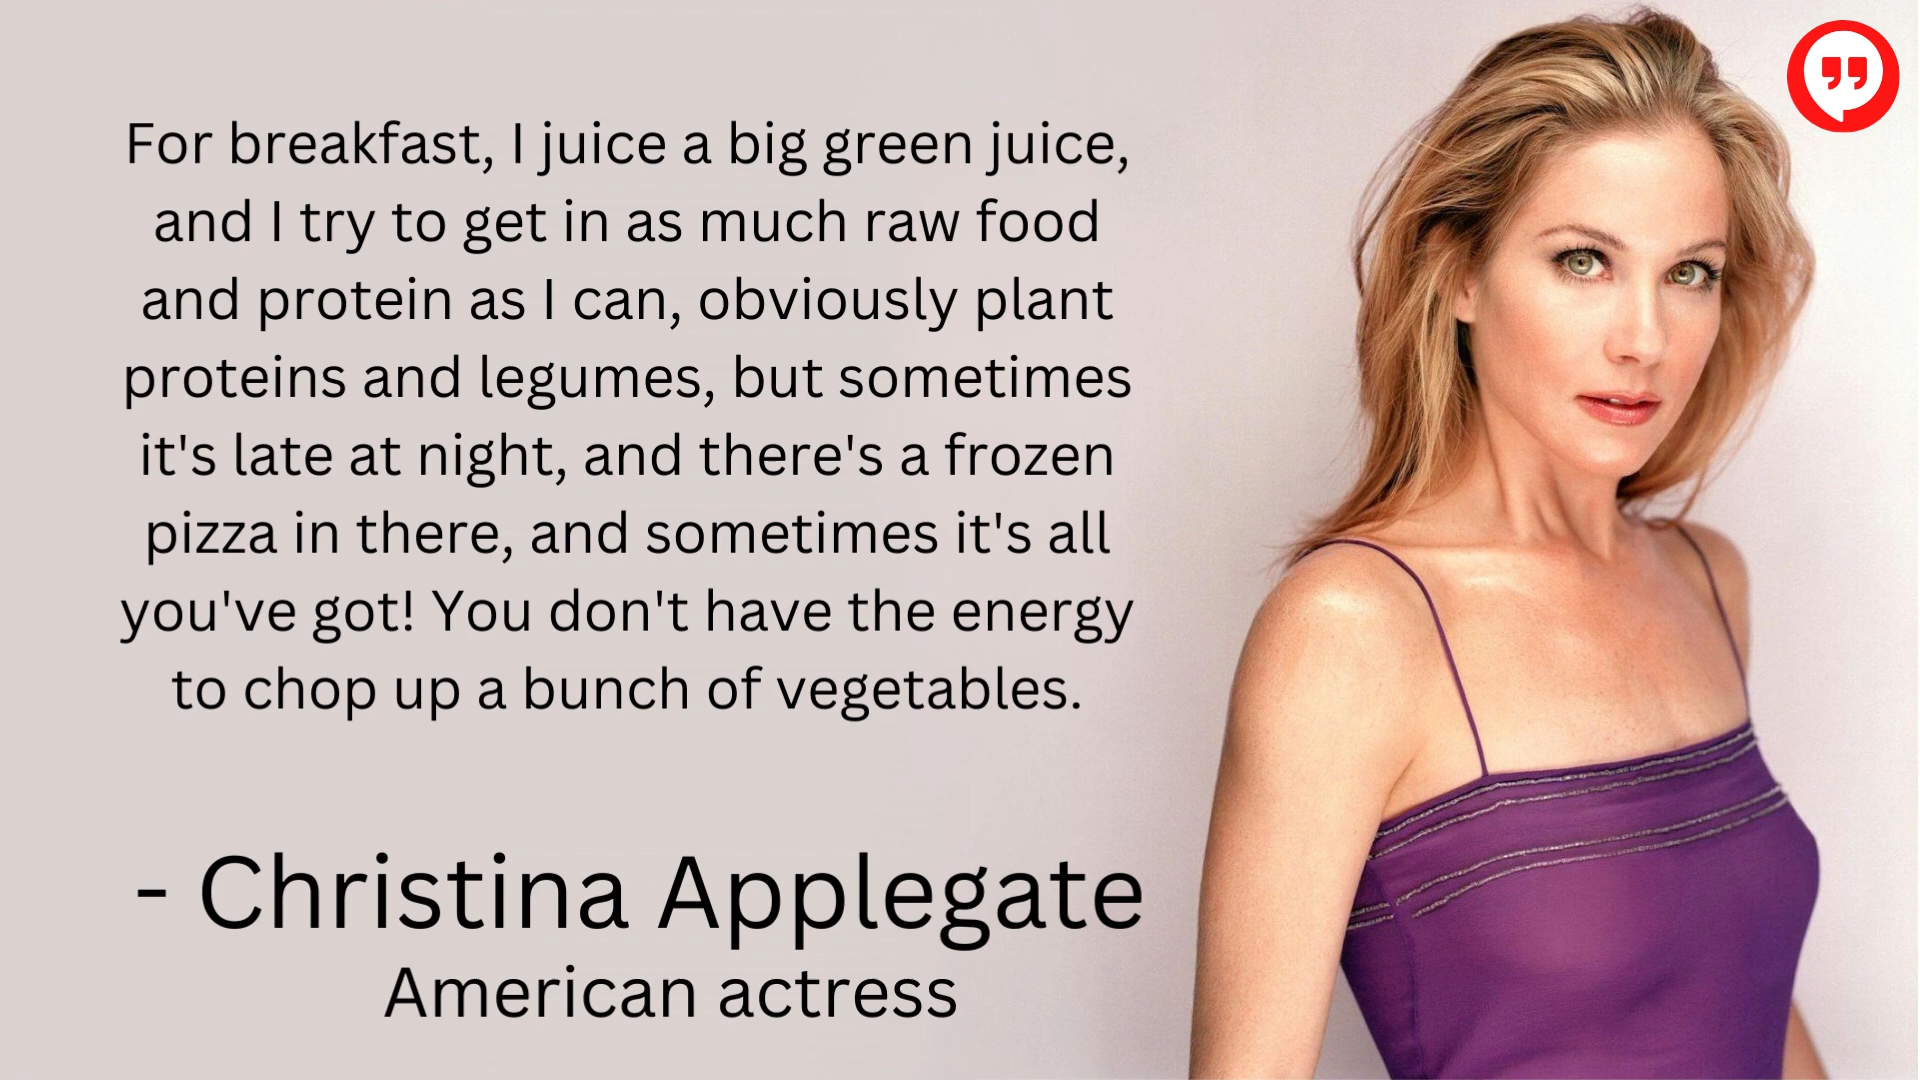 For breakfast, I juice a big green juice,
and I try to get in as much raw food
and protein as I can, obviously plant
proteins and legumes, but sometimes
it's late at night, and there's a frozen
pizza in there, and sometimes it's all
you've got! You don't have the energy
to chop up a bunch of vegetables.
- Christina Applegate
American actress